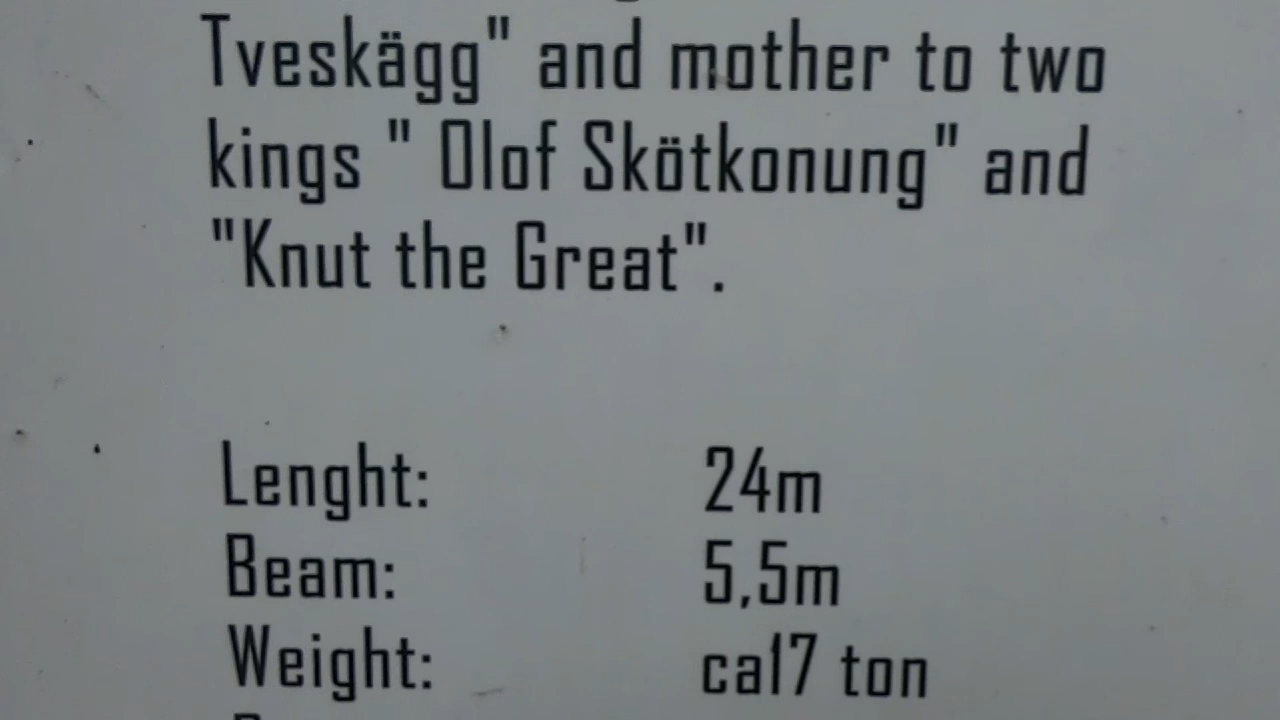 Tveskägg" and mother to two
kings " Olof Skötkonung" and
"Knut the Great".
Lenght: 24m
Beam: 5,5m
Weight: ca17 ton